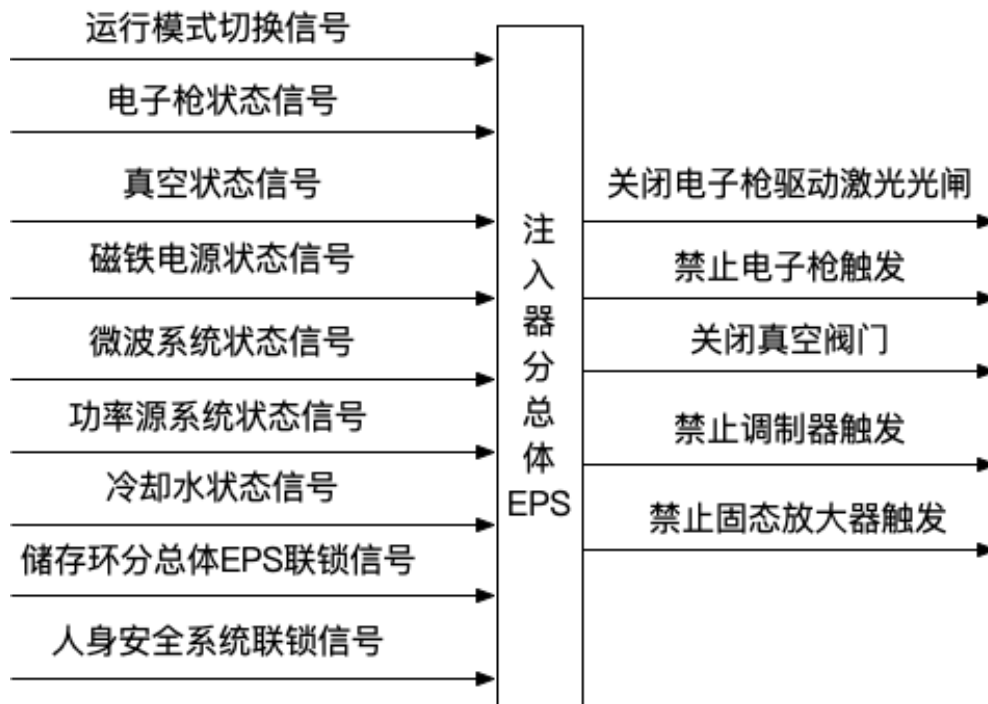 运行模式切换信号
电子枪状态信号
真空状态信号
磁铁电源状态信号
微波系统状态信号
功率源系统状态信号
冷却水状态信号
储存环分总体EPS联锁信号
人身安全系统联锁信号
注
入
器
分
总
体
EPS
关闭电子枪驱动激光光闸
禁止电子枪触发
关闭真空阀门
禁止调制器触发
禁止固态放大器触发